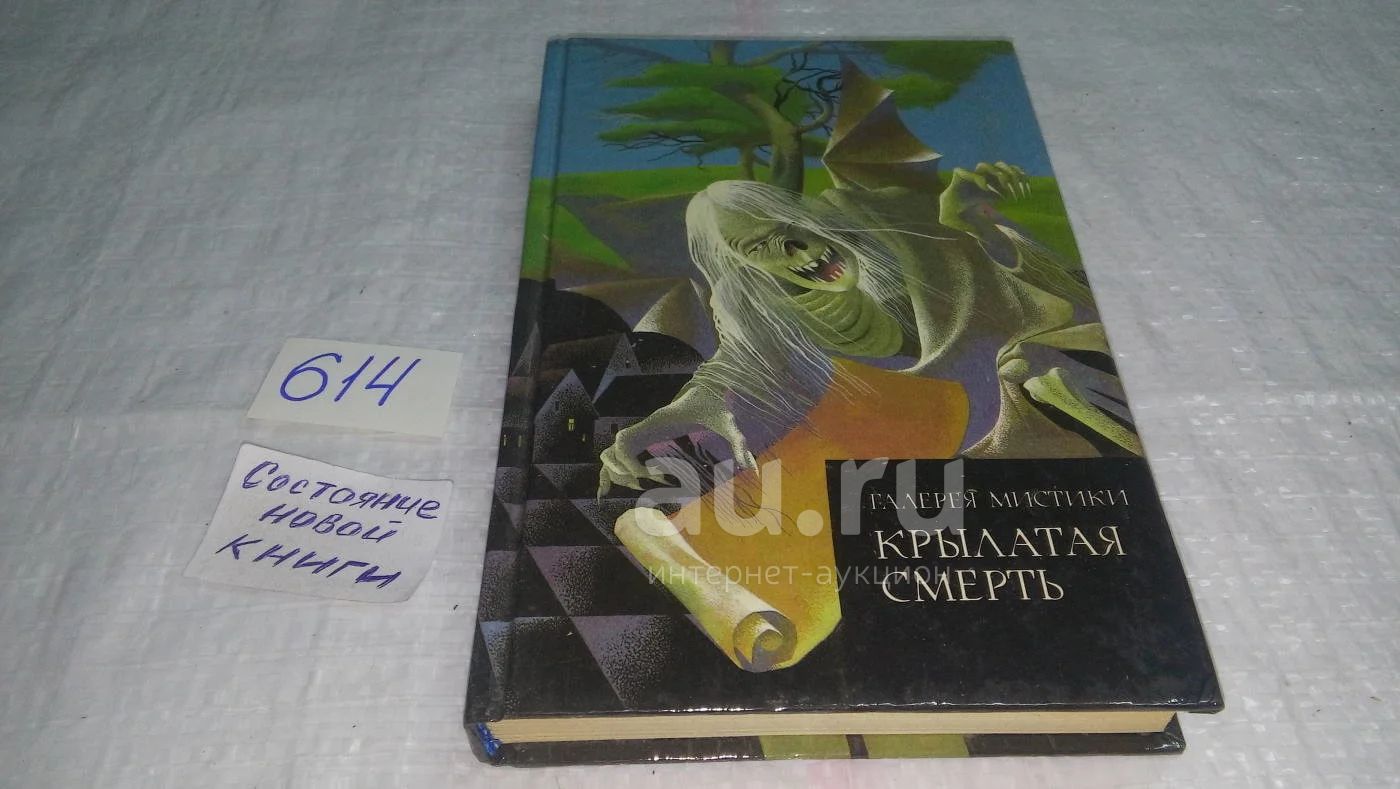 614
Состояние
новой
книги
au.ru
интернет-аукцион
ГАЛЕРЕЯ МИСТИКИ
КРЫЛАТАЯ
СМЕРТЬ